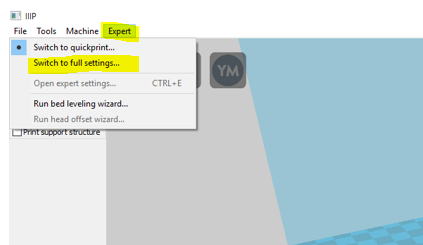 IIIP
File Tools Machine Expert
Switch to quickprint...
Switch to full settings...
Open expert settings... CTRL+E
Run bed leveling wizard...
Run head offset wizard...
Print support structure
YM